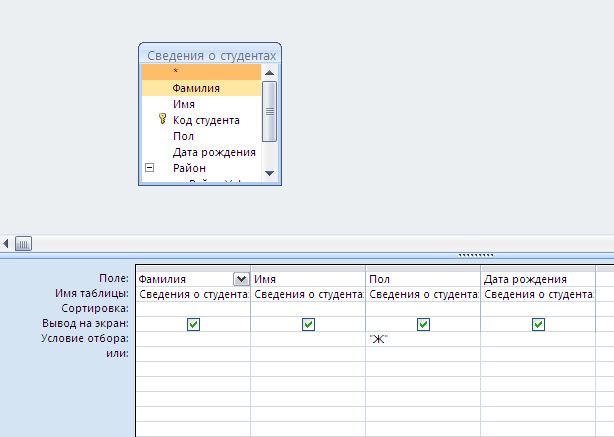 Сведения о студентах
*
Фамилия
Имя
Код студента
Пол
Дата рождения
Район
Поле: Фамилия Имя Пол Дата рождения
Имя таблицы: Сведения о студента Сведения о студента Сведения о студента Сведения о студента
Сортировка:
Вывод на экран:
Условие отбора: "Ж"
или: